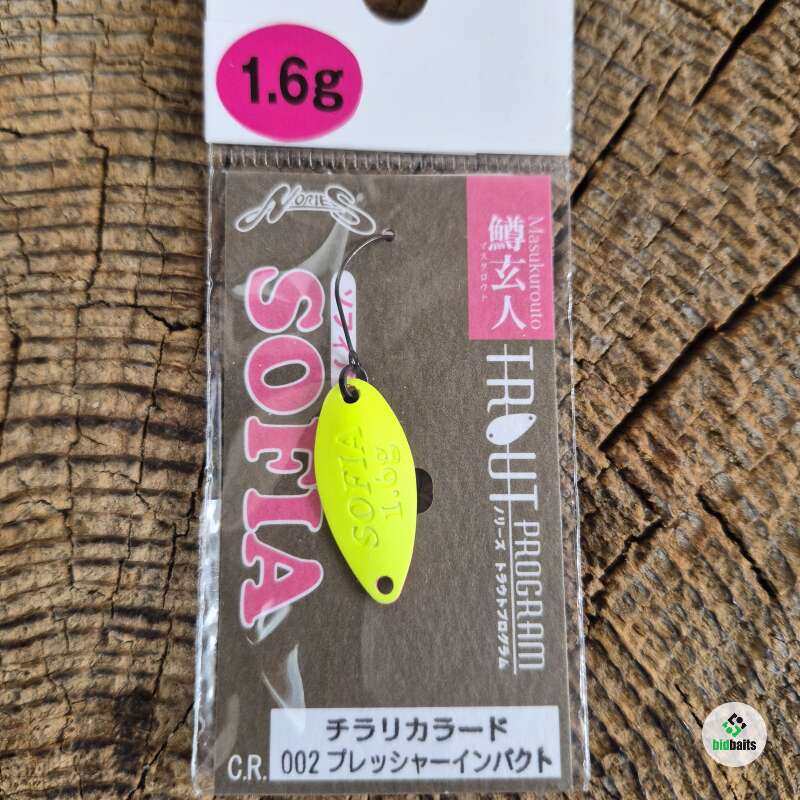 1.6g
NORIES
SOFIA
ソフィア
Masukurouto
鱒玄人
マスクロウト
TROUT PROGRAM
ノリーズ トラウトプログラム
SOFIA
1.6g
C.R.
チラリカラード
002 プレッシャーインパクト
bidbaits